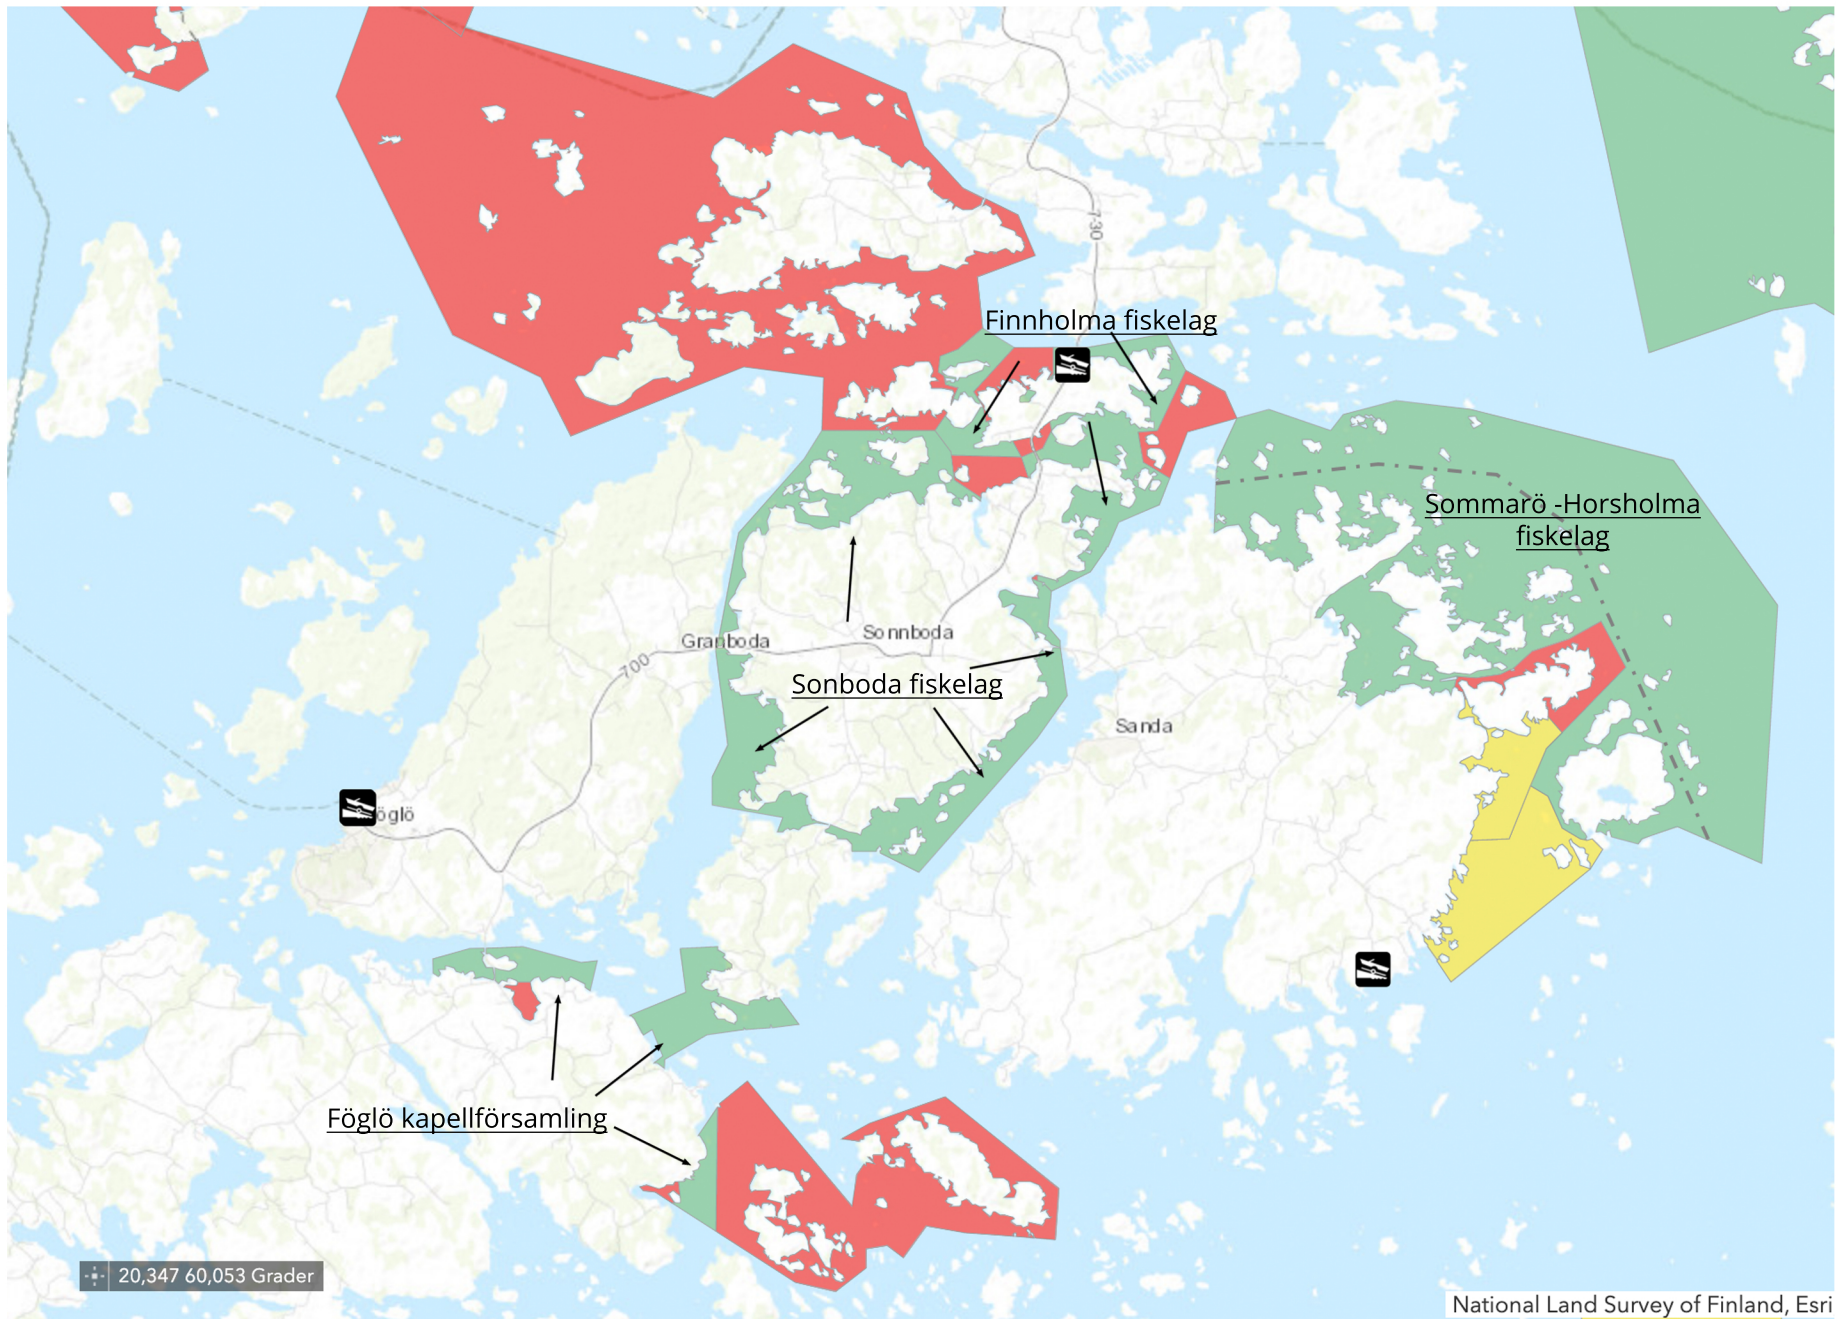 7-30
Finnholma fiskelag
Sommarö -Horsholma
fiskelag
Granboda
Sonnboda
700
Sonboda fiskelag
Sanda
öglö
Föglö kapellförsamling
20,347 60,053 Grader
National Land Survey of Finland, Esri